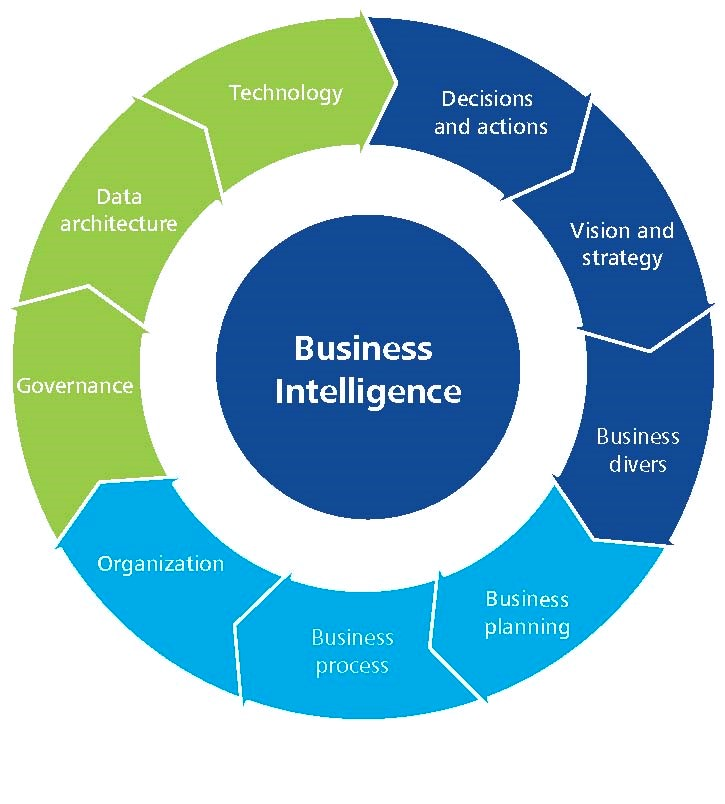 Technology
Decisions
and actions
Data
architecture
Vision and
strategy
Business
Intelligence
Governance
Business
divers
Organization
Business
planning
Business
process